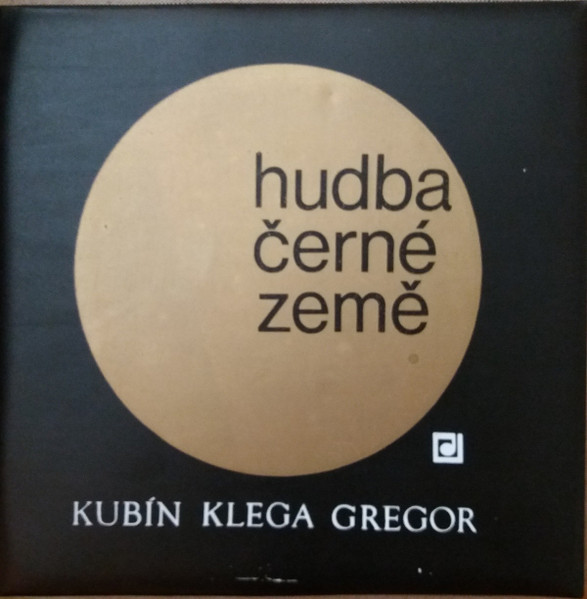 hudba
černé
země
KUBÍN KLEGA GREGOR